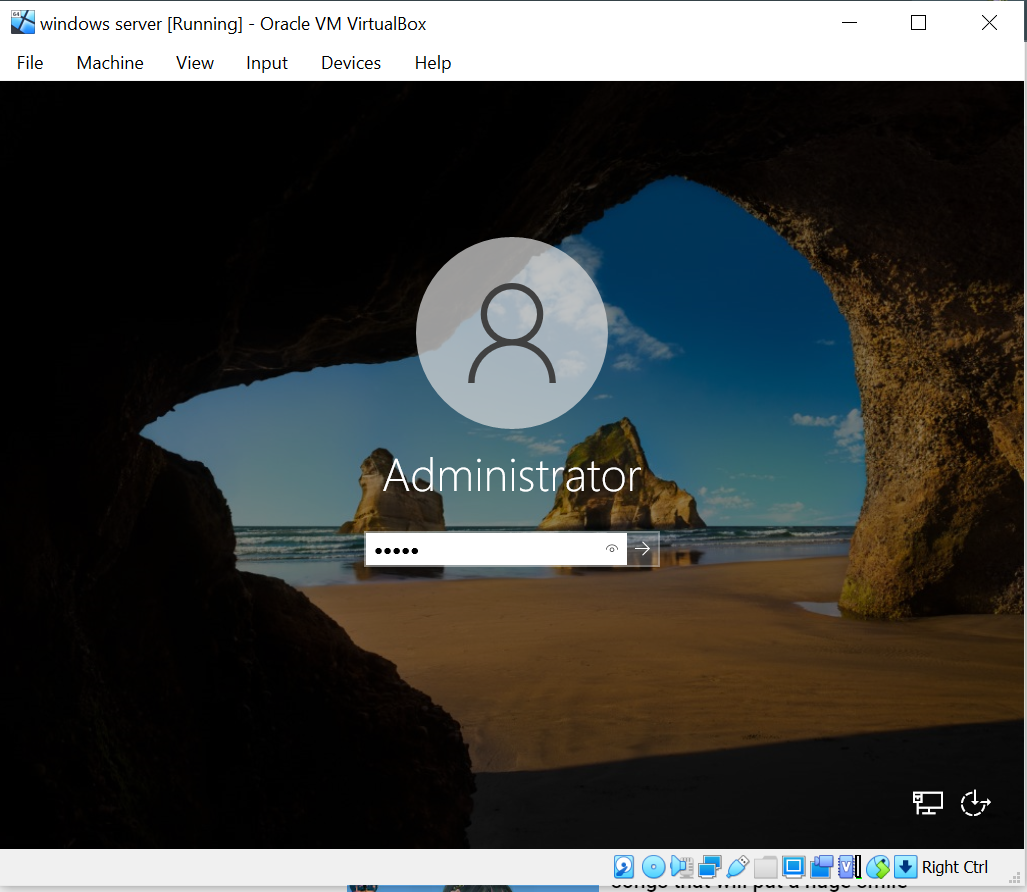 windows server [Running] - Oracle VM VirtualBox
File Machine View Input Devices Help
Administrator
Right Ctrl